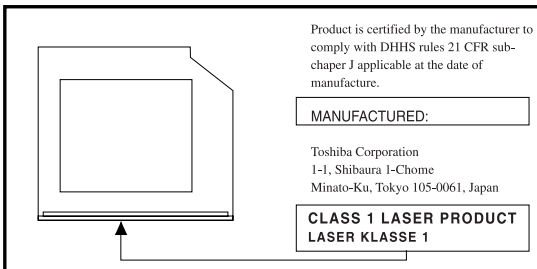 Product is certified by the manufacturer to
comply with DHHS rules 21 CFR sub-
chaper J applicable at the date of
manufacture.
MANUFACTURED:
Toshiba Corporation
1-1, Shibaura 1-Chome
Minato-Ku, Tokyo 105-0061, Japan
CLASS 1 LASER PRODUCT
LASER KLASSE 1